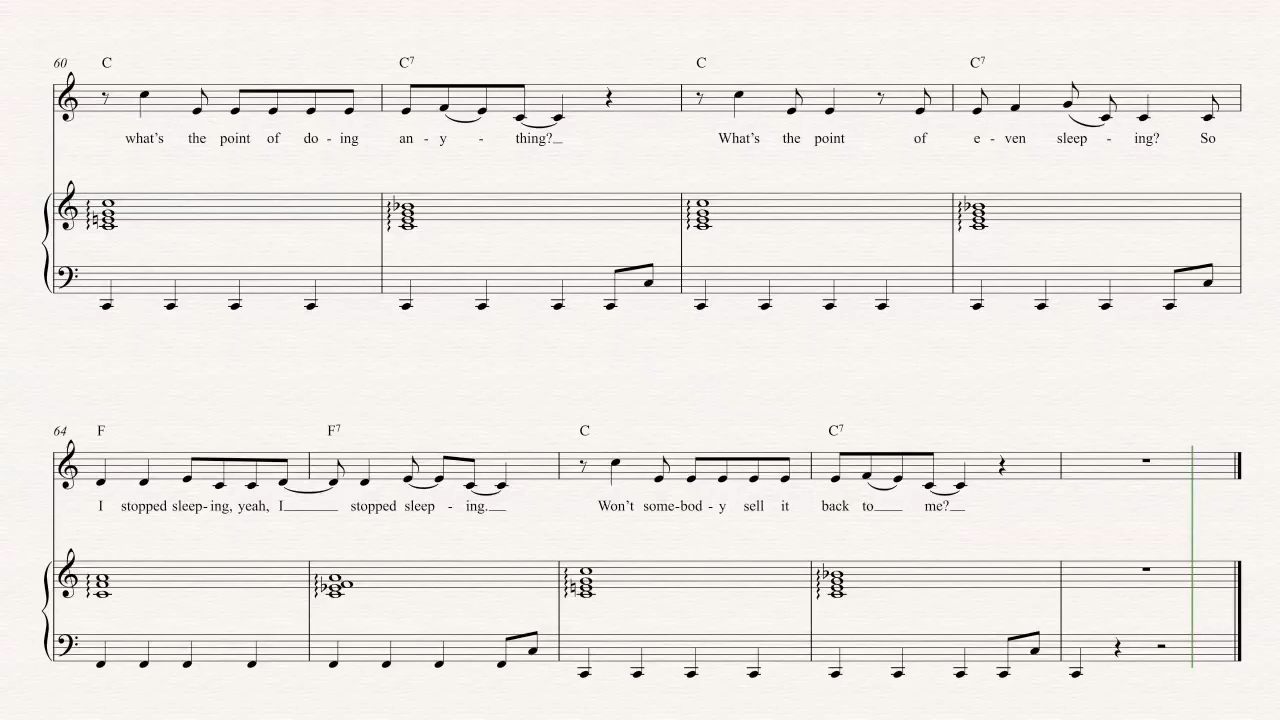 60 C C7 C C7
what's the point of do - ing an - y - thing? What's the point of e - ven sleep - ing? So
64 F F7 C C7
I stopped sleep - ing, yeah, I stopped sleep - ing. Won't some - bod - y sell it back to me?